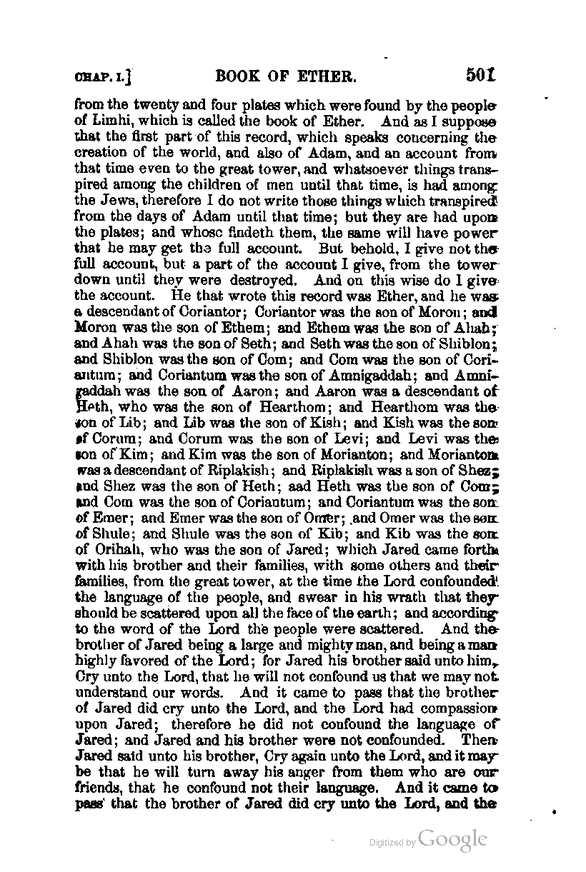 CHAP. I.] BOOK OF ETHER. 501
from the twenty and four plates which were found by the people
of Limhi, which is called the book of Ether. And as I suppose
that the first part of this record, which speaks concerning the
creation of the world, and also of Adam, and an account from
that time even to the great tower, and whatsoever things trans-
pired among the children of men until that time, is had among
the Jews, therefore I do not write those things which transpired
from the days of Adam until that time; but they are had upon
the plates; and whose findeth them, the same will have power
that he may get the full account. But behold, I give not the
full account, but a part of the account I give, from the tower
down until they were destroyed. And on this wise do I give
the account. He that wrote this record was Ether, and he was
a descendant of Coriantor; Coriantor was the son of Moron; and
Moron was the son of Ethem; and Ethem was the son of Ahah;
and Ahah was the son of Seth; and Seth was the son of Shiblon;
and Shiblon was the son of Com; and Com was the son of Cori-
antum; and Coriantum was the son of Amnigaddah; and Amni-
gaddah was the son of Aaron; and Aaron was a descendant of
Heth, who was the son of Hearthom; and Hearthom was the
son of Lib; and Lib was the son of Kish; and Kish was the son
of Corum; and Corum was the son of Levi; and Levi was the
son of Kim; and Kim was the son of Morianton; and Morianton
was a descendant of Riplakish; and Riplakish was a son of Shez;
and Shez was the son of Heth; aad Heth was the son of Com;
and Com was the son of Coriantum; and Coriantum was the son
of Emer; and Emer was the son of Omer; and Omer was the son
of Shule; and Shule was the son of Kib; and Kib was the son
of Orihah, who was the son of Jared; which Jared came forth
with his brother and their families, with some others and their
families, from the great tower, at the time the Lord confounded
the language of the people, and swear in his wrath that they
should be scattered upon all the face of the earth; and according
to the word of the Lord the people were scattered. And the
brother of Jared being a large and mighty man, and being a man
highly favored of the Lord; for Jared his brother said unto him,
Cry unto the Lord, that he will not confound us that we may not
understand our words. And it came to pass that the brother
of Jared did cry unto the Lord, and the Lord had compassion
upon Jared; therefore he did not confound the language of
Jared; and Jared and his brother were not confounded. Then
Jared said unto his brother, Cry again unto the Lord, and it may
be that he will turn away his anger from them who are our
friends, that he confound not their language. And it came to
pass that the brother of Jared did cry unto the Lord, and the
Digitized by Google